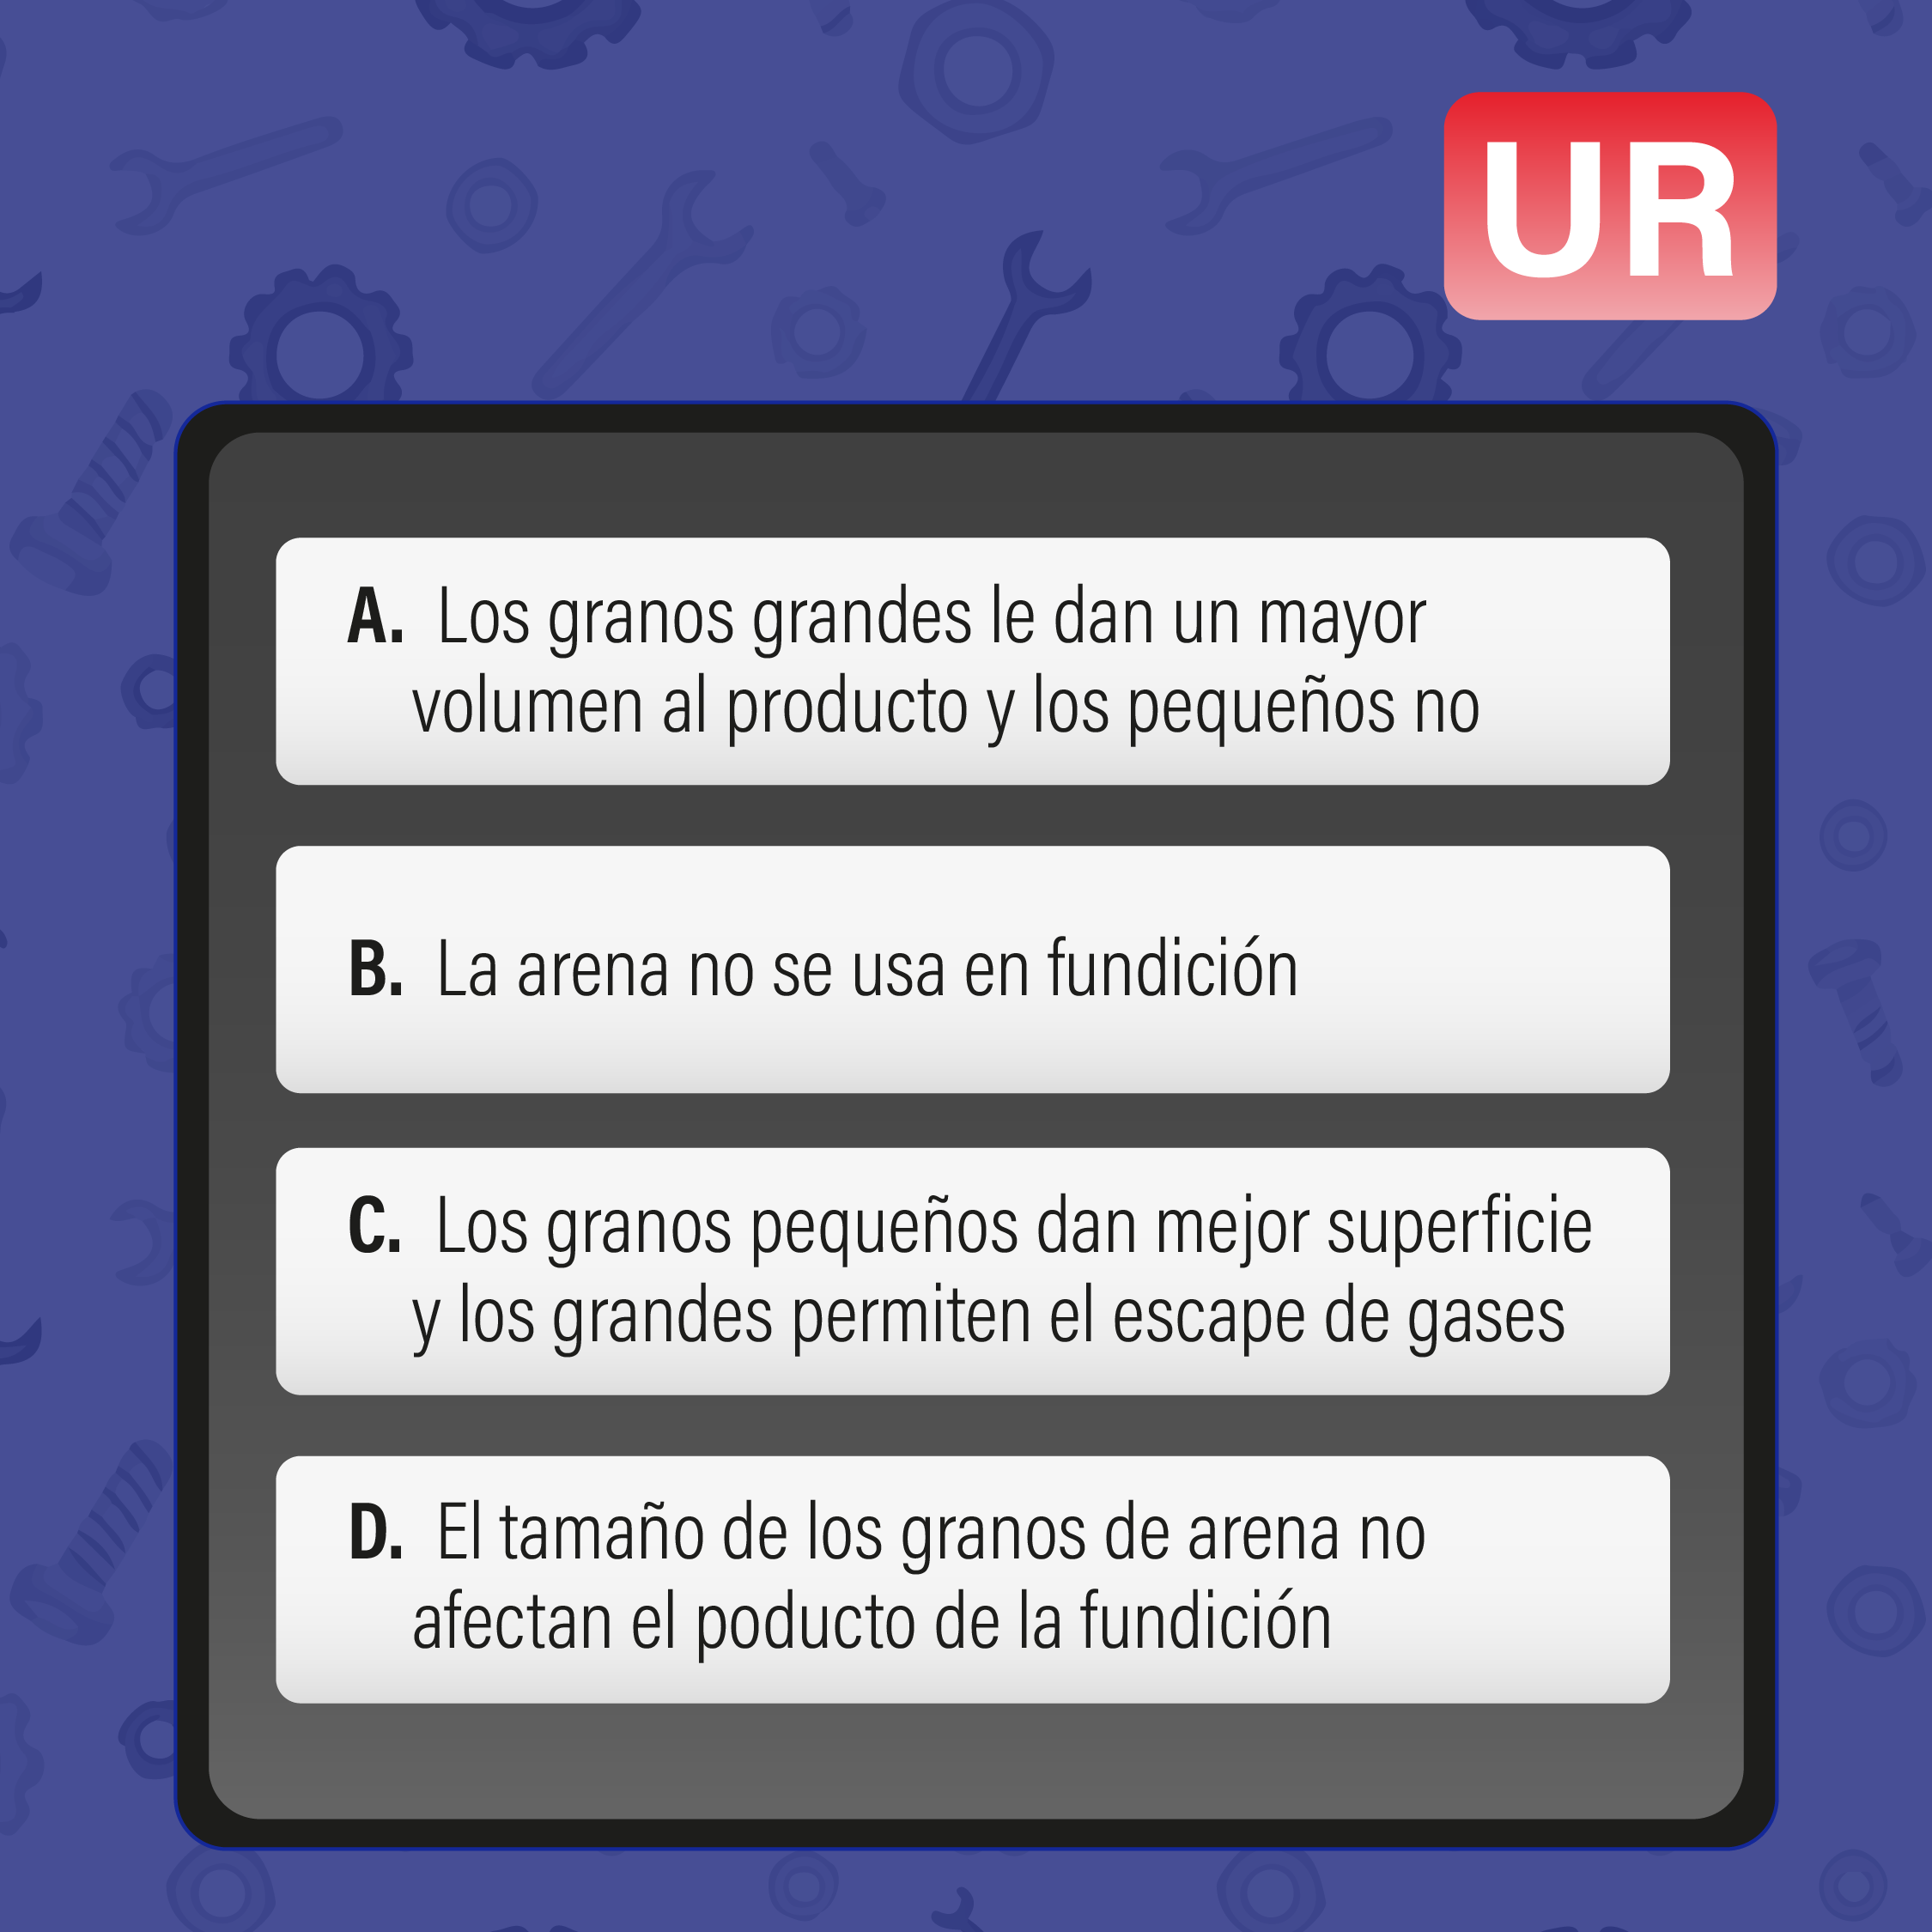 UR
A. Los granos grandes le dan un mayor
volumen al producto y los pequeños no
B. La arena no se usa en fundición
C. Los granos pequeños dan mejor superficie
y los grandes permiten el escape de gases
D. El tamaño de los granos de arena no
afectan el poducto de la fundición